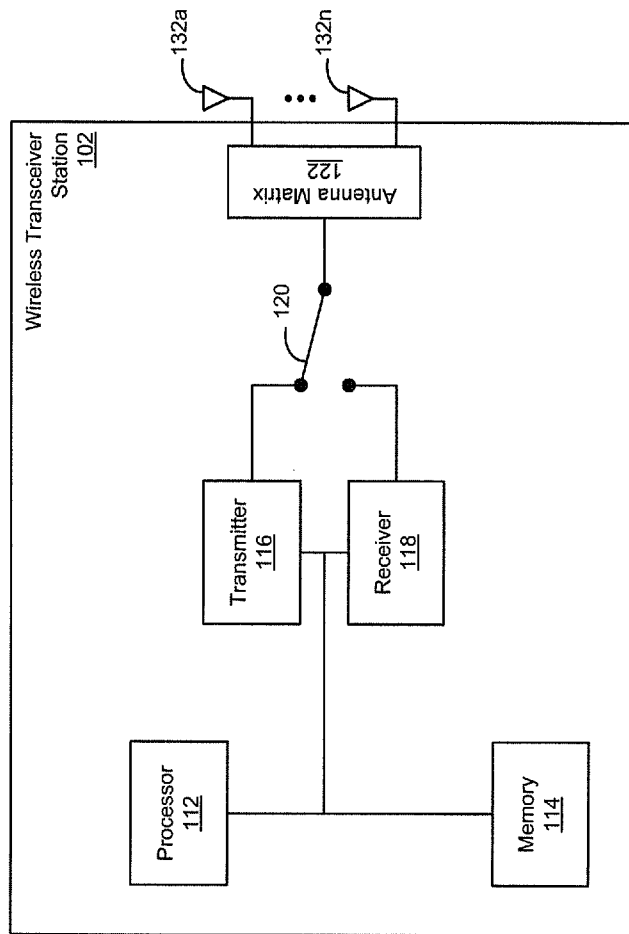 Wireless Transceiver
Station
102
132a
132n
Antenna Matrix
122
120
Transmitter
116
Receiver
118
Processor
112
Memory
114